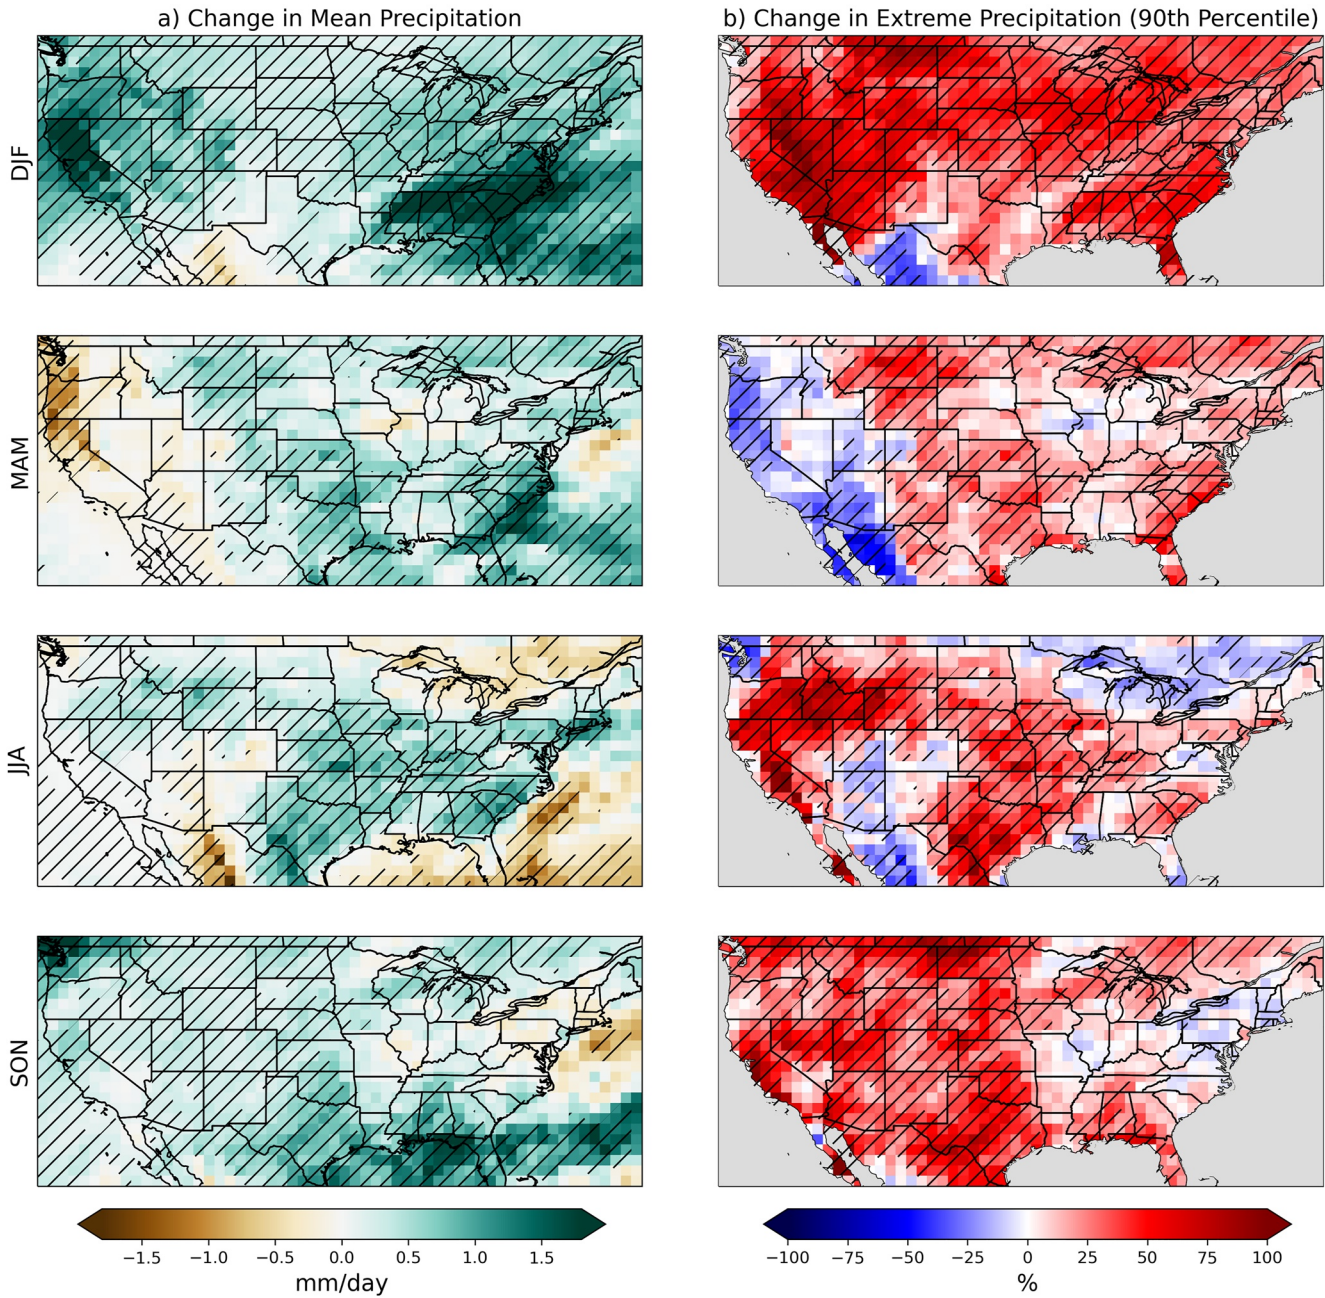 a) Change in Mean Precipitation
b) Change in Extreme Precipitation (90th Percentile)
DJF
MAM
JJA
SON
−1.5 −1.0 −0.5 0.0 0.5 1.0 1.5
mm/day
−100 −75 −50 −25 0 25 50 75 100
%